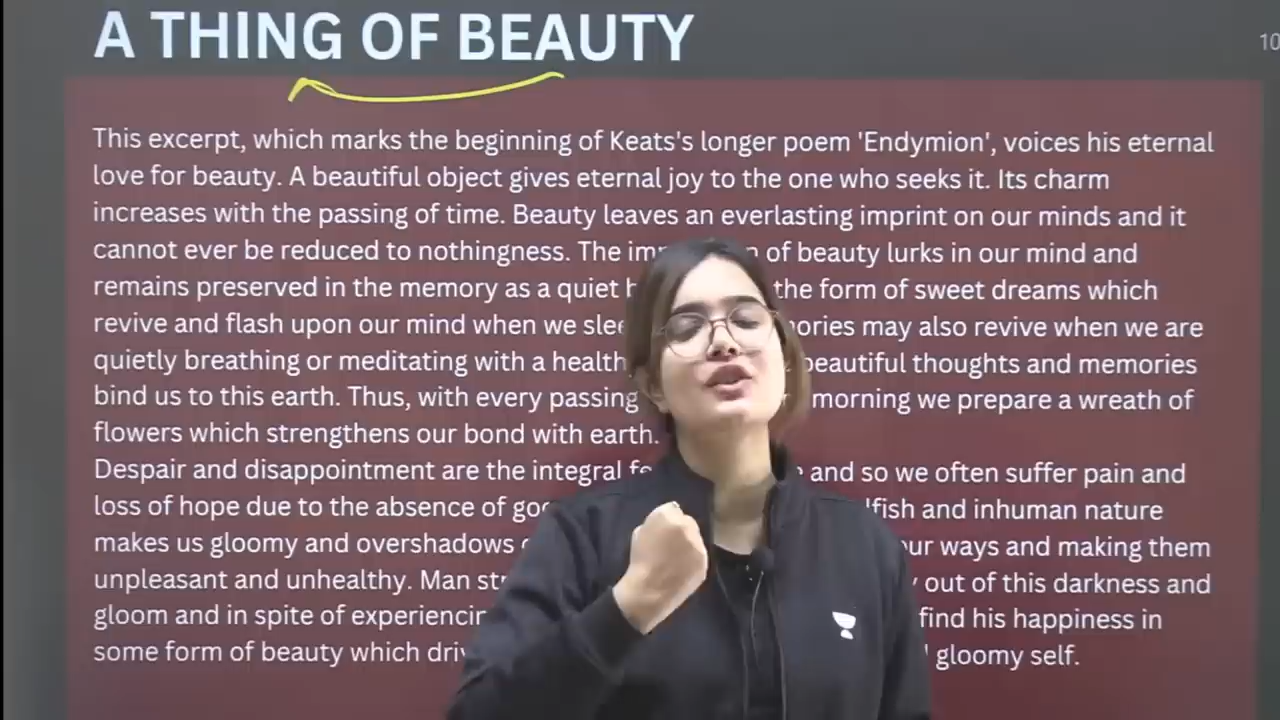 A THING OF BEAUTY
10
This excerpt, which marks the beginning of Keats's longer poem 'Endymion', voices his eternal
love for beauty. A beautiful object gives eternal joy to the one who seeks it. Its charm
increases with the passing of time. Beauty leaves an everlasting imprint on our minds and it
cannot ever be reduced to nothingness. The of beauty lurks in our mind and
remains preserved in the memory as a quiet the form of sweet dreams which
revive and flash upon our mind when we may also revive when we are
quietly breathing or meditating with a beautiful thoughts and memories
bind us to this earth. Thus, with every passing morning we prepare a wreath of
flowers which strengthens our bond with earth.
Despair and disappointment are the integral and so we often suffer pain and
loss of hope due to the absence of and inhuman nature
makes us gloomy and overshadows ways and making them
unpleasant and unhealthy. Man out of this darkness and
gloom and in spite of find his happiness in
some form of beauty which gloomy self.